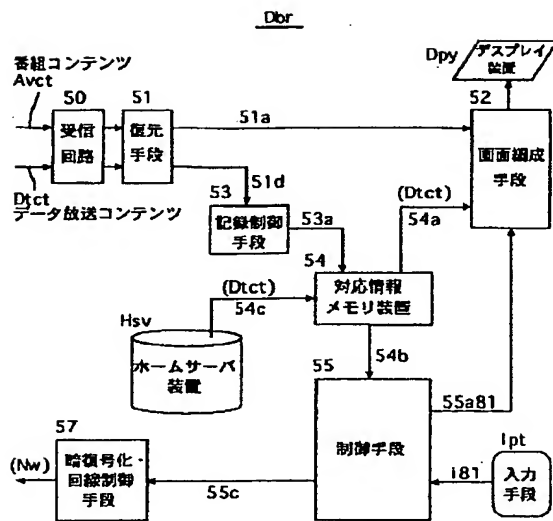 Dbr
番組コンテンツ
Avct
Dtct
データ放送コンテンツ
50
受信
回路
51
復元
手段
51a
51d
53
記録制御
手段
53a
54
対応情報
メモリ装置
(Dtct)
54a
(Dtct)
54c
54b
Hsv
ホームサーバ
装置
Dpy
デスプレイ
装置
52
画面編成
手段
55
制御手段
55a81
Ipt
入力
手段
i81
57
暗復号化・
回線制御
手段
55c
(Nw)